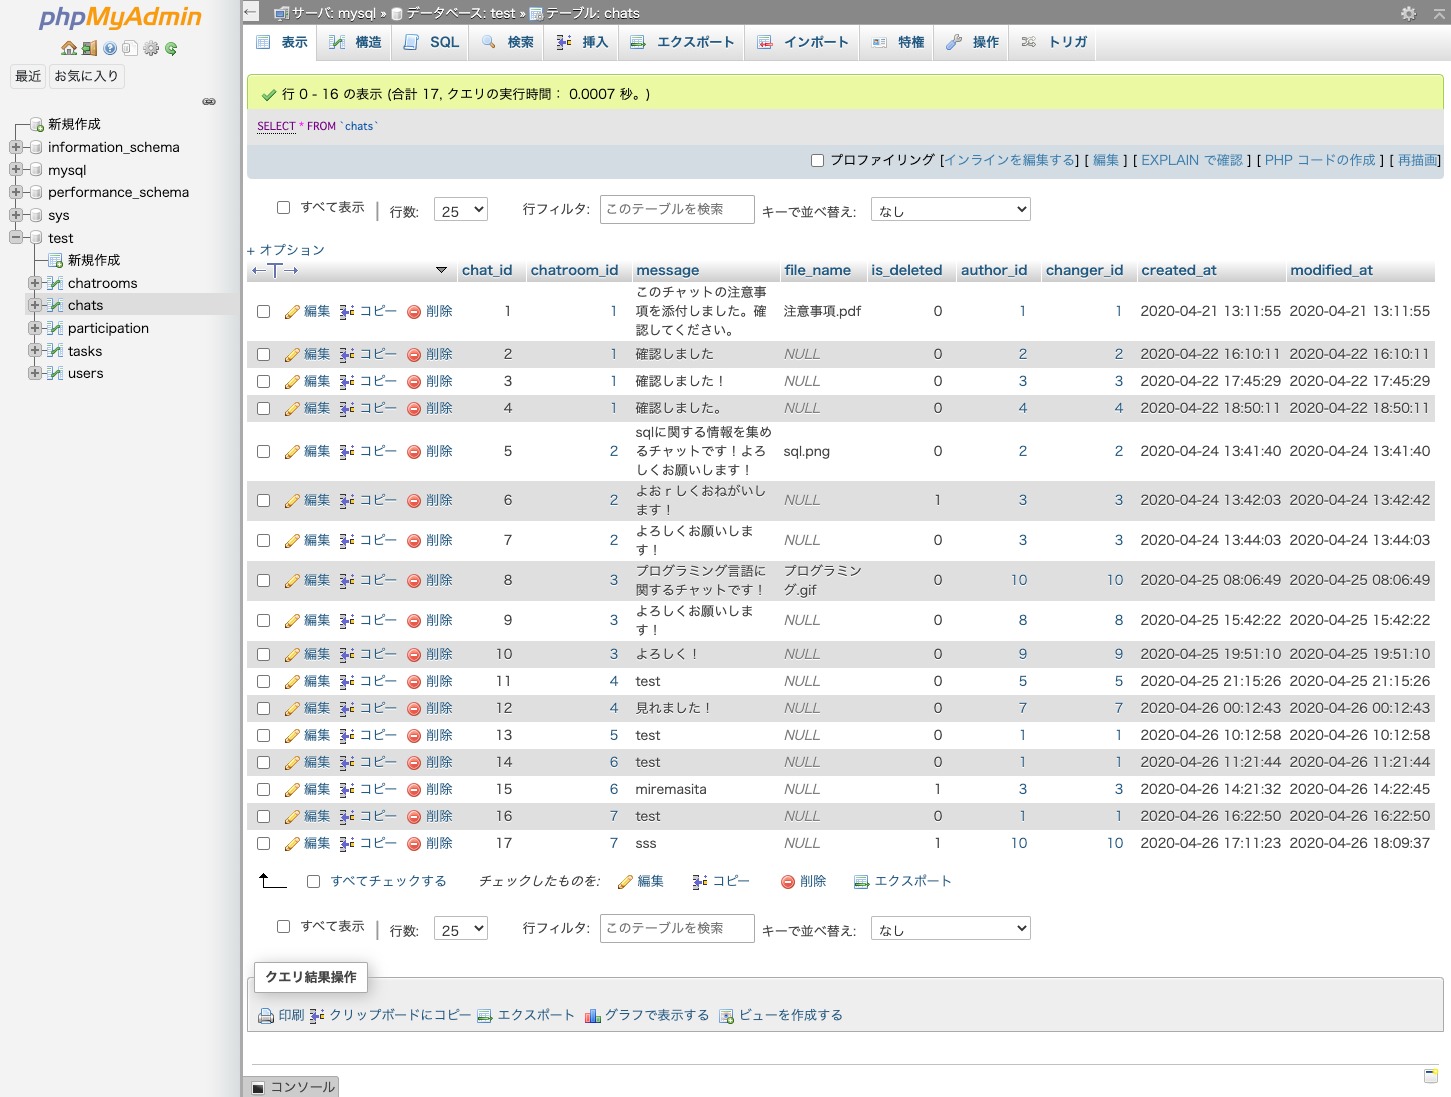 phpMyAdmin
最近 お気に入り
新規作成
information_schema
mysql
performance_schema
sys
test
新規作成
chatrooms
chats
participation
tasks
users
サーバ: mysql » データベース: test » テーブル: chats
表示 構造 SQL 検索 挿入 エクスポート インポート 特権 操作 トリガ
行 0 - 16 の表示 (合計 17, クエリの実行時間： 0.0007 秒。)
SELECT * FROM `chats`
プロファイリング [インラインを編集する] [ 編集 ] [ EXPLAIN で確認 ] [ PHP コードの作成 ] [ 再描画]
すべて表示 | 行数: 25 行フィルタ: このテーブルを検索 キーで並べ替え: なし
+ オプション
←T→ chat_id chatroom_id message file_name is_deleted author_id changer_id created_at modified_at
編集 コピー 削除 1 1 このチャットの注意事項を添付しました。確認してください。 注意事項.pdf 0 1 1 2020-04-21 13:11:55 2020-04-21 13:11:55
編集 コピー 削除 2 1 確認しました NULL 0 2 2 2020-04-22 16:10:11 2020-04-22 16:10:11
編集 コピー 削除 3 1 確認しました！ NULL 0 3 3 2020-04-22 17:45:29 2020-04-22 17:45:29
編集 コピー 削除 4 1 確認しました。 NULL 0 4 4 2020-04-22 18:50:11 2020-04-22 18:50:11
編集 コピー 削除 5 2 sqlに関する情報を集めるチャットです！よろしくお願いします！ sql.png 0 2 2 2020-04-24 13:41:40 2020-04-24 13:41:40
編集 コピー 削除 6 2 よおｒしくおねがいします！ NULL 1 3 3 2020-04-24 13:42:03 2020-04-24 13:42:42
編集 コピー 削除 7 2 よろしくお願いします！ NULL 0 3 3 2020-04-24 13:44:03 2020-04-24 13:44:03
編集 コピー 削除 8 3 プログラミング言語に関するチャットです！ プログラミング.gif 0 10 10 2020-04-25 08:06:49 2020-04-25 08:06:49
編集 コピー 削除 9 3 よろしくお願いします！ NULL 0 8 8 2020-04-25 15:42:22 2020-04-25 15:42:22
編集 コピー 削除 10 3 よろしく！ NULL 0 9 9 2020-04-25 19:51:10 2020-04-25 19:51:10
編集 コピー 削除 11 4 test NULL 0 5 5 2020-04-25 21:15:26 2020-04-25 21:15:26
編集 コピー 削除 12 4 見れました！ NULL 0 7 7 2020-04-26 00:12:43 2020-04-26 00:12:43
編集 コピー 削除 13 5 test NULL 0 1 1 2020-04-26 10:12:58 2020-04-26 10:12:58
編集 コピー 削除 14 6 test NULL 0 1 1 2020-04-26 11:21:44 2020-04-26 11:21:44
編集 コピー 削除 15 6 miremasita NULL 1 3 3 2020-04-26 14:21:32 2020-04-26 14:22:45
編集 コピー 削除 16 7 test NULL 0 1 1 2020-04-26 16:22:50 2020-04-26 16:22:50
編集 コピー 削除 17 7 sss NULL 1 10 10 2020-04-26 17:11:23 2020-04-26 18:09:37
すべてチェックする チェックしたものを: 編集 コピー 削除 エクスポート
すべて表示 | 行数: 25 行フィルタ: このテーブルを検索 キーで並べ替え: なし
クエリ結果操作
印刷 クリップボードにコピー エクスポート グラフで表示する ビューを作成する
コンソール